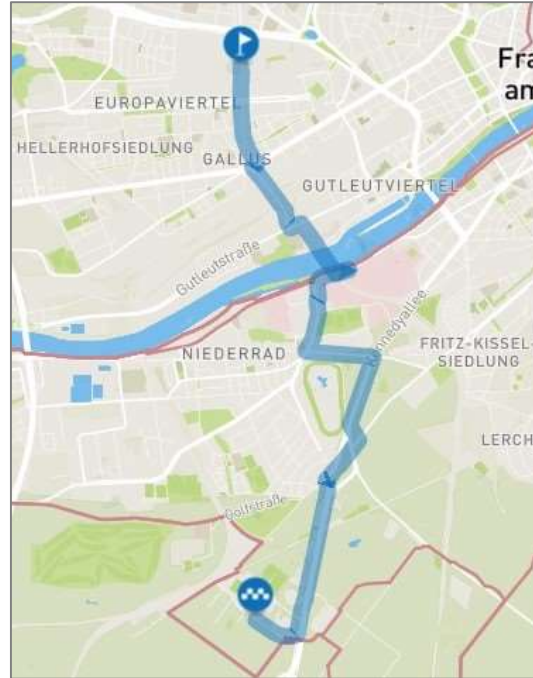 Fra
am
EUROPAVIERTEL
HELLERHOFSIEDLUNG
GALLUS
GUTLEUTVIERTEL
Gutleutstraße
Kennedyallee
NIEDERRAD
FRITZ-KISSEL-
SIEDLUNG
LERCH
Golfstraße